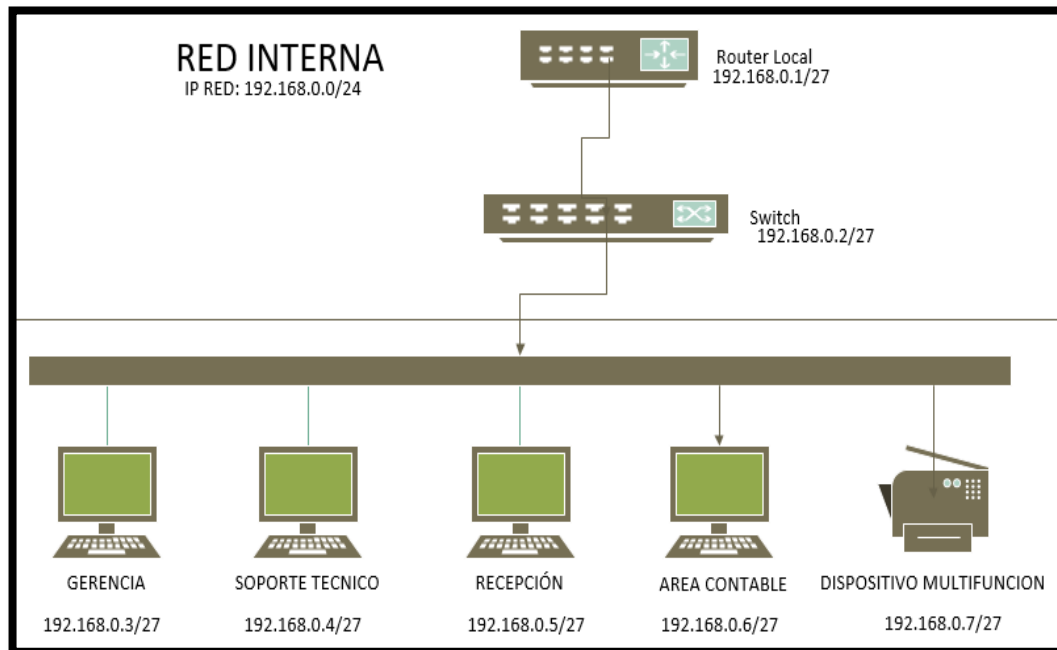 RED INTERNA
IP RED: 192.168.0.0/24
Router Local
192.168.0.1/27
Switch
192.168.0.2/27
GERENCIA
SOPORTE TECNICO
RECEPCIÓN
AREA CONTABLE
DISPOSITIVO MULTIFUNCION
192.168.0.3/27
192.168.0.4/27
192.168.0.5/27
192.168.0.6/27
192.168.0.7/27